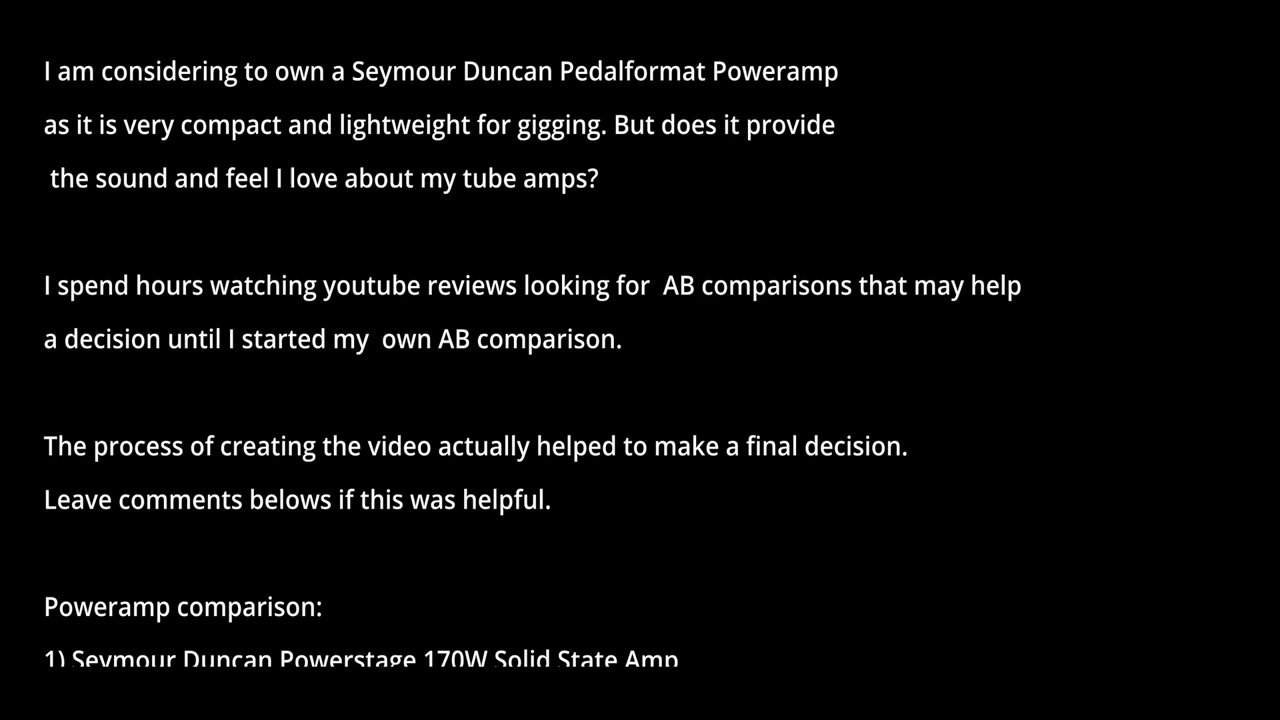 I am considering to own a Seymour Duncan Pedalformat Poweramp
as it is very compact and lightweight for gigging. But does it provide
the sound and feel I love about my tube amps?
I spend hours watching youtube reviews looking for  AB comparisons that may help
a decision until I started my  own AB comparison.
The process of creating the video actually helped to make a final decision.
Leave comments belows if this was helpful.
Poweramp comparison:
1) Seymour Duncan Powerstage 170W Solid State Amp